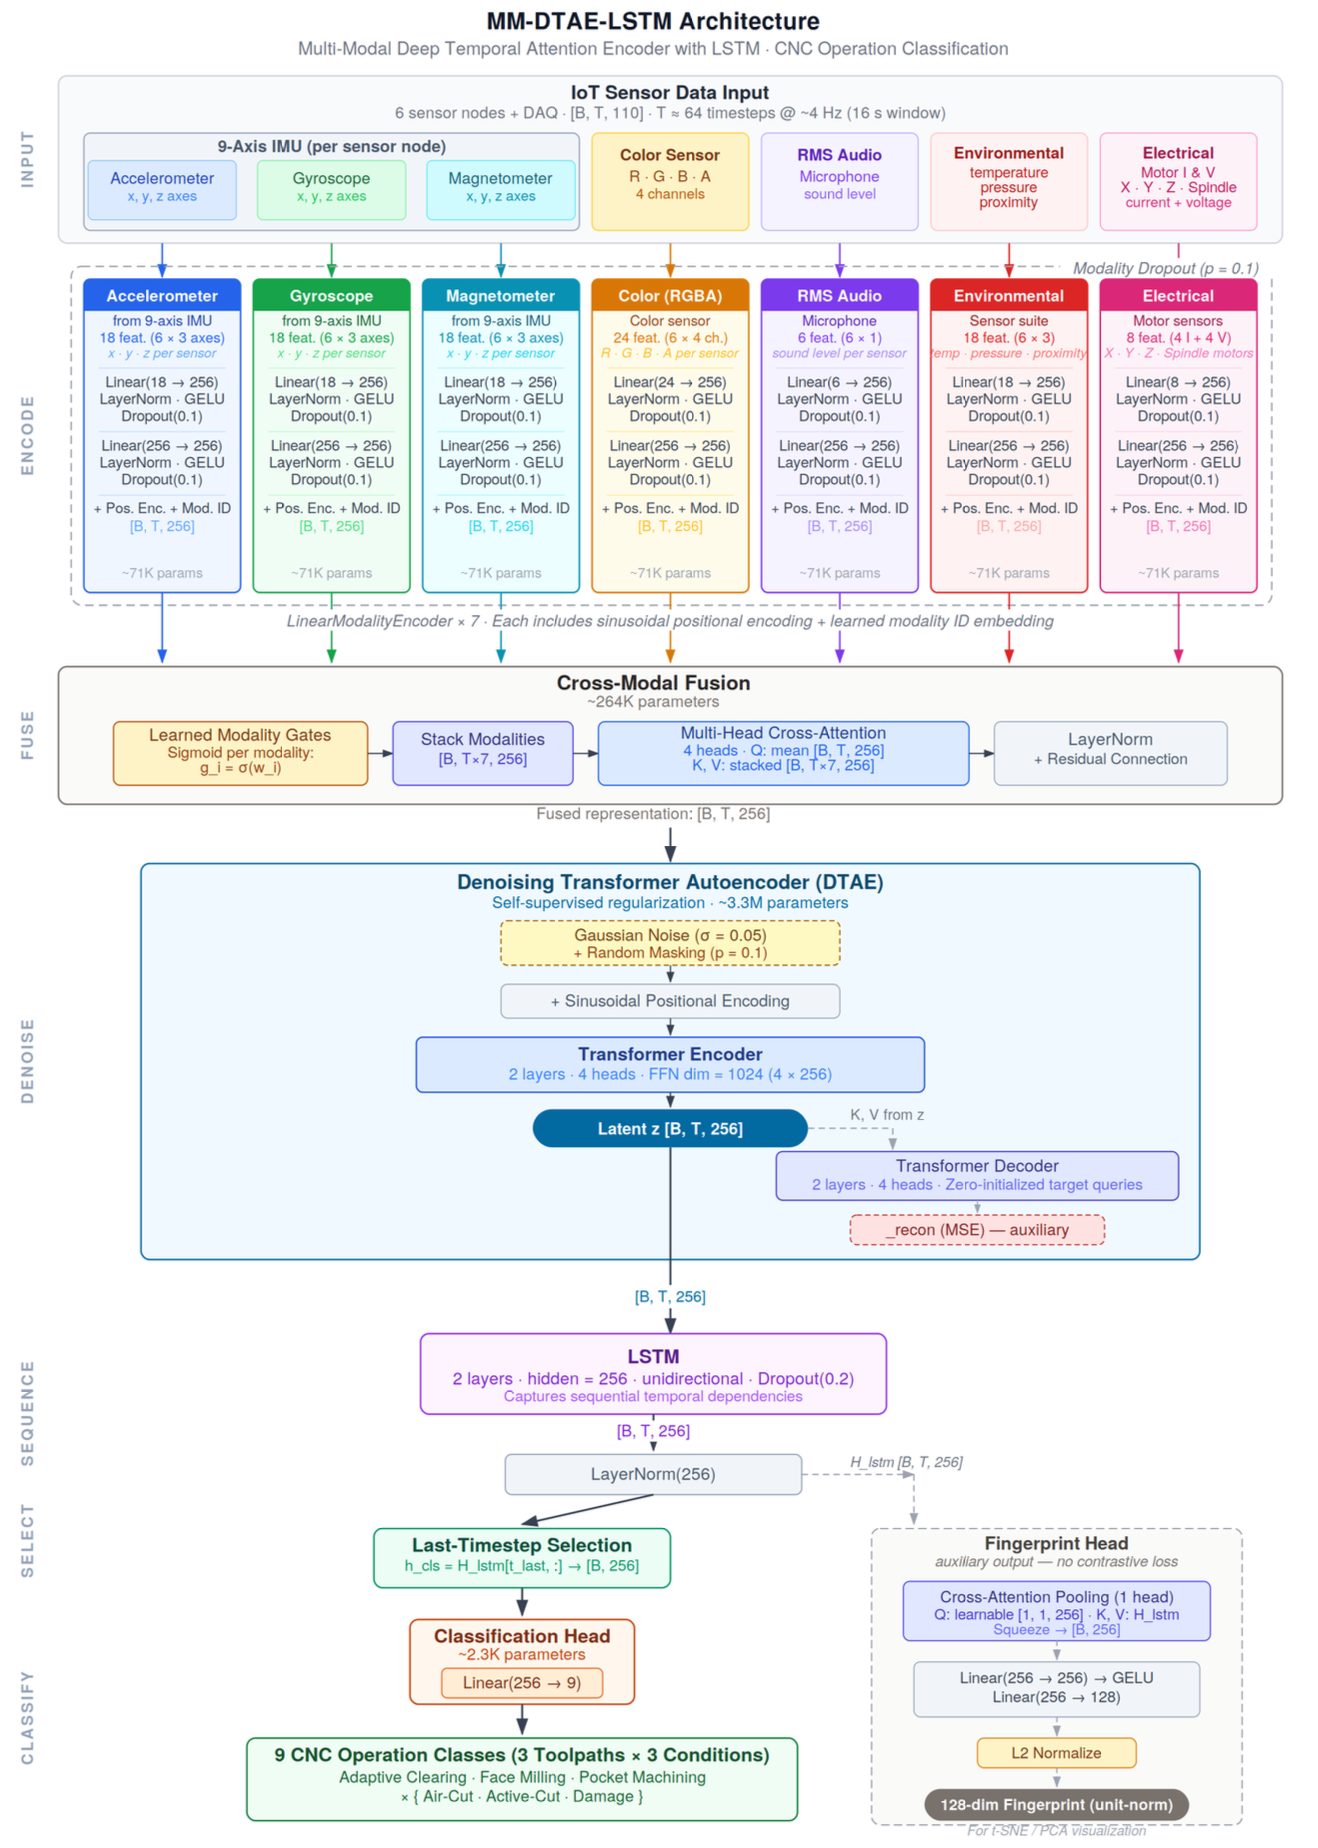 MM-DTAE-LSTM Architecture
Multi-Modal Deep Temporal Attention Encoder with LSTM · CNC Operation Classification
INPUT
IoT Sensor Data Input
6 sensor nodes + DAQ · [B, T, 110] · T ≈ 64 timesteps @ ~4 Hz (16 s window)
9-Axis IMU (per sensor node)
Accelerometer
x, y, z axes
Gyroscope
x, y, z axes
Magnetometer
x, y, z axes
Color Sensor
R · G · B · A
4 channels
RMS Audio
Microphone
sound level
Environmental
temperature
pressure
proximity
Electrical
Motor I & V
X · Y · Z · Spindle
current + voltage
Modality Dropout (p = 0.1)
ENCODE
Accelerometer
from 9-axis IMU
18 feat. (6 × 3 axes)
x · y · z per sensor
Linear(18 → 256)
LayerNorm · GELU
Dropout(0.1)
Linear(256 → 256)
LayerNorm · GELU
Dropout(0.1)
+ Pos. Enc. + Mod. ID
[B, T, 256]
~71K params
Gyroscope
from 9-axis IMU
18 feat. (6 × 3 axes)
x · y · z per sensor
Linear(18 → 256)
LayerNorm · GELU
Dropout(0.1)
Linear(256 → 256)
LayerNorm · GELU
Dropout(0.1)
+ Pos. Enc. + Mod. ID
[B, T, 256]
~71K params
Magnetometer
from 9-axis IMU
18 feat. (6 × 3 axes)
x · y · z per sensor
Linear(18 → 256)
LayerNorm · GELU
Dropout(0.1)
Linear(256 → 256)
LayerNorm · GELU
Dropout(0.1)
+ Pos. Enc. + Mod. ID
[B, T, 256]
~71K params
Color (RGBA)
Color sensor
24 feat. (6 × 4 ch.)
R · G · B · A per sensor
Linear(24 → 256)
LayerNorm · GELU
Dropout(0.1)
Linear(256 → 256)
LayerNorm · GELU
Dropout(0.1)
+ Pos. Enc. + Mod. ID
[B, T, 256]
~71K params
RMS Audio
Microphone
6 feat. (6 × 1)
sound level per sensor
Linear(6 → 256)
LayerNorm · GELU
Dropout(0.1)
Linear(256 → 256)
LayerNorm · GELU
Dropout(0.1)
+ Pos. Enc. + Mod. ID
[B, T, 256]
~71K params
Environmental
Sensor suite
18 feat. (6 × 3)
temp · pressure · proximity
Linear(18 → 256)
LayerNorm · GELU
Dropout(0.1)
Linear(256 → 256)
LayerNorm · GELU
Dropout(0.1)
+ Pos. Enc. + Mod. ID
[B, T, 256]
~71K params
Electrical
Motor sensors
8 feat. (4 I + 4 V)
X · Y · Z · Spindle motors
Linear(8 → 256)
LayerNorm · GELU
Dropout(0.1)
Linear(256 → 256)
LayerNorm · GELU
Dropout(0.1)
+ Pos. Enc. + Mod. ID
[B, T, 256]
~71K params
LinearModalityEncoder × 7 · Each includes sinusoidal positional encoding + learned modality ID embedding
FUSE
Cross-Modal Fusion
~264K parameters
Learned Modality Gates
Sigmoid per modality:
g_i = σ(w_i)
Stack Modalities
[B, T×7, 256]
Multi-Head Cross-Attention
4 heads · Q: mean [B, T, 256]
K, V: stacked [B, T×7, 256]
LayerNorm
+ Residual Connection
Fused representation: [B, T, 256]
DENOISE
Denoising Transformer Autoencoder (DTAE)
Self-supervised regularization · ~3.3M parameters
Gaussian Noise (σ = 0.05)
+ Random Masking (p = 0.1)
+ Sinusoidal Positional Encoding
Transformer Encoder
2 layers · 4 heads · FFN dim = 1024 (4 × 256)
Latent z [B, T, 256]
K, V from z
Transformer Decoder
2 layers · 4 heads · Zero-initialized target queries
_recon (MSE) — auxiliary
[B, T, 256]
SEQUENCE
LSTM
2 layers · hidden = 256 · unidirectional · Dropout(0.2)
Captures sequential temporal dependencies
[B, T, 256]
LayerNorm(256)
H_lstm [B, T, 256]
SELECT
Last-Timestep Selection
h_cls = H_lstm[t_last, :] → [B, 256]
CLASSIFY
Classification Head
~2.3K parameters
Linear(256 → 9)
9 CNC Operation Classes (3 Toolpaths × 3 Conditions)
Adaptive Clearing · Face Milling · Pocket Machining
× { Air-Cut · Active-Cut · Damage }
Fingerprint Head
auxiliary output — no contrastive loss
Cross-Attention Pooling (1 head)
Q: learnable [1, 1, 256] · K, V: H_lstm
Squeeze → [B, 256]
Linear(256 → 256) → GELU
Linear(256 → 128)
L2 Normalize
128-dim Fingerprint (unit-norm)
For t-SNE / PCA visualization